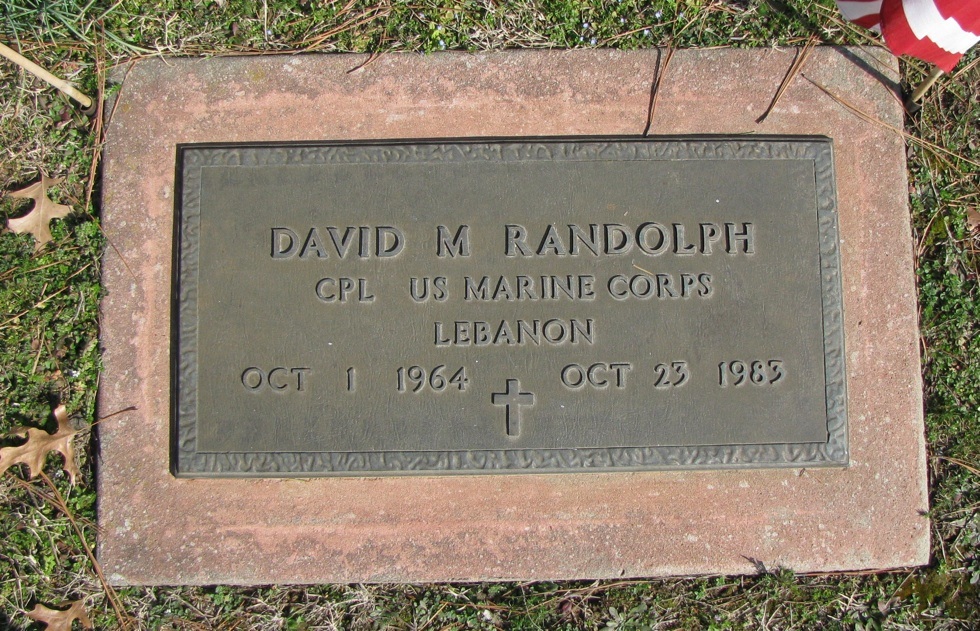 DAVID M RANDOLPH
CPL US MARINE CORPS
LEBANON
OCT 1 1964 OCT 23 1983